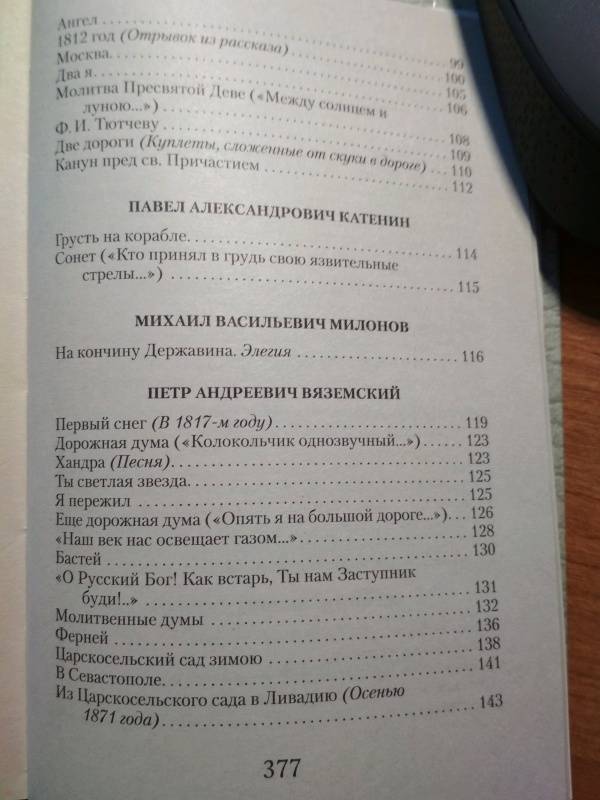 Ангел ... 99
1812 год (Отрывок из рассказа) ... 100
Москва ... 105
Два я ... 106
Молитва Пресвятой Деве («Между солнцем и
луною...») ... 108
Ф. И. Тютчеву ... 109
Две дороги (Куплеты, сложенные от скуки в дороге) ... 110
Канун пред св. Причастием ... 112
ПАВЕЛ АЛЕКСАНДРОВИЧ КАТЕНИН
Грусть на корабле ... 114
Сонет («Кто принял в грудь свою язвительные
стрелы...») ... 115
МИХАИЛ ВАСИЛЬЕВИЧ МИЛОНОВ
На кончину Державина. Элегия ... 116
ПЕТР АНДРЕЕВИЧ ВЯЗЕМСКИЙ
Первый снег (В 1817-м году) ... 119
Дорожная дума («Колокольчик однозвучный...») ... 123
Хандра (Песня) ... 123
Ты светлая звезда ... 125
Я пережил ... 125
Еще дорожная дума («Опять я на большой дороге...») ... 126
«Наш век нас освещает газом...» ... 128
Бастей ... 130
«О Русский Бог! Как встарь, Ты нам Заступник
буди!..» ... 131
Молитвенные думы ... 132
Ферней ... 136
Царскосельский сад зимою ... 138
В Севастополе ... 141
Из Царскосельского сада в Ливадию (Осенью
1871 года) ... 143
377